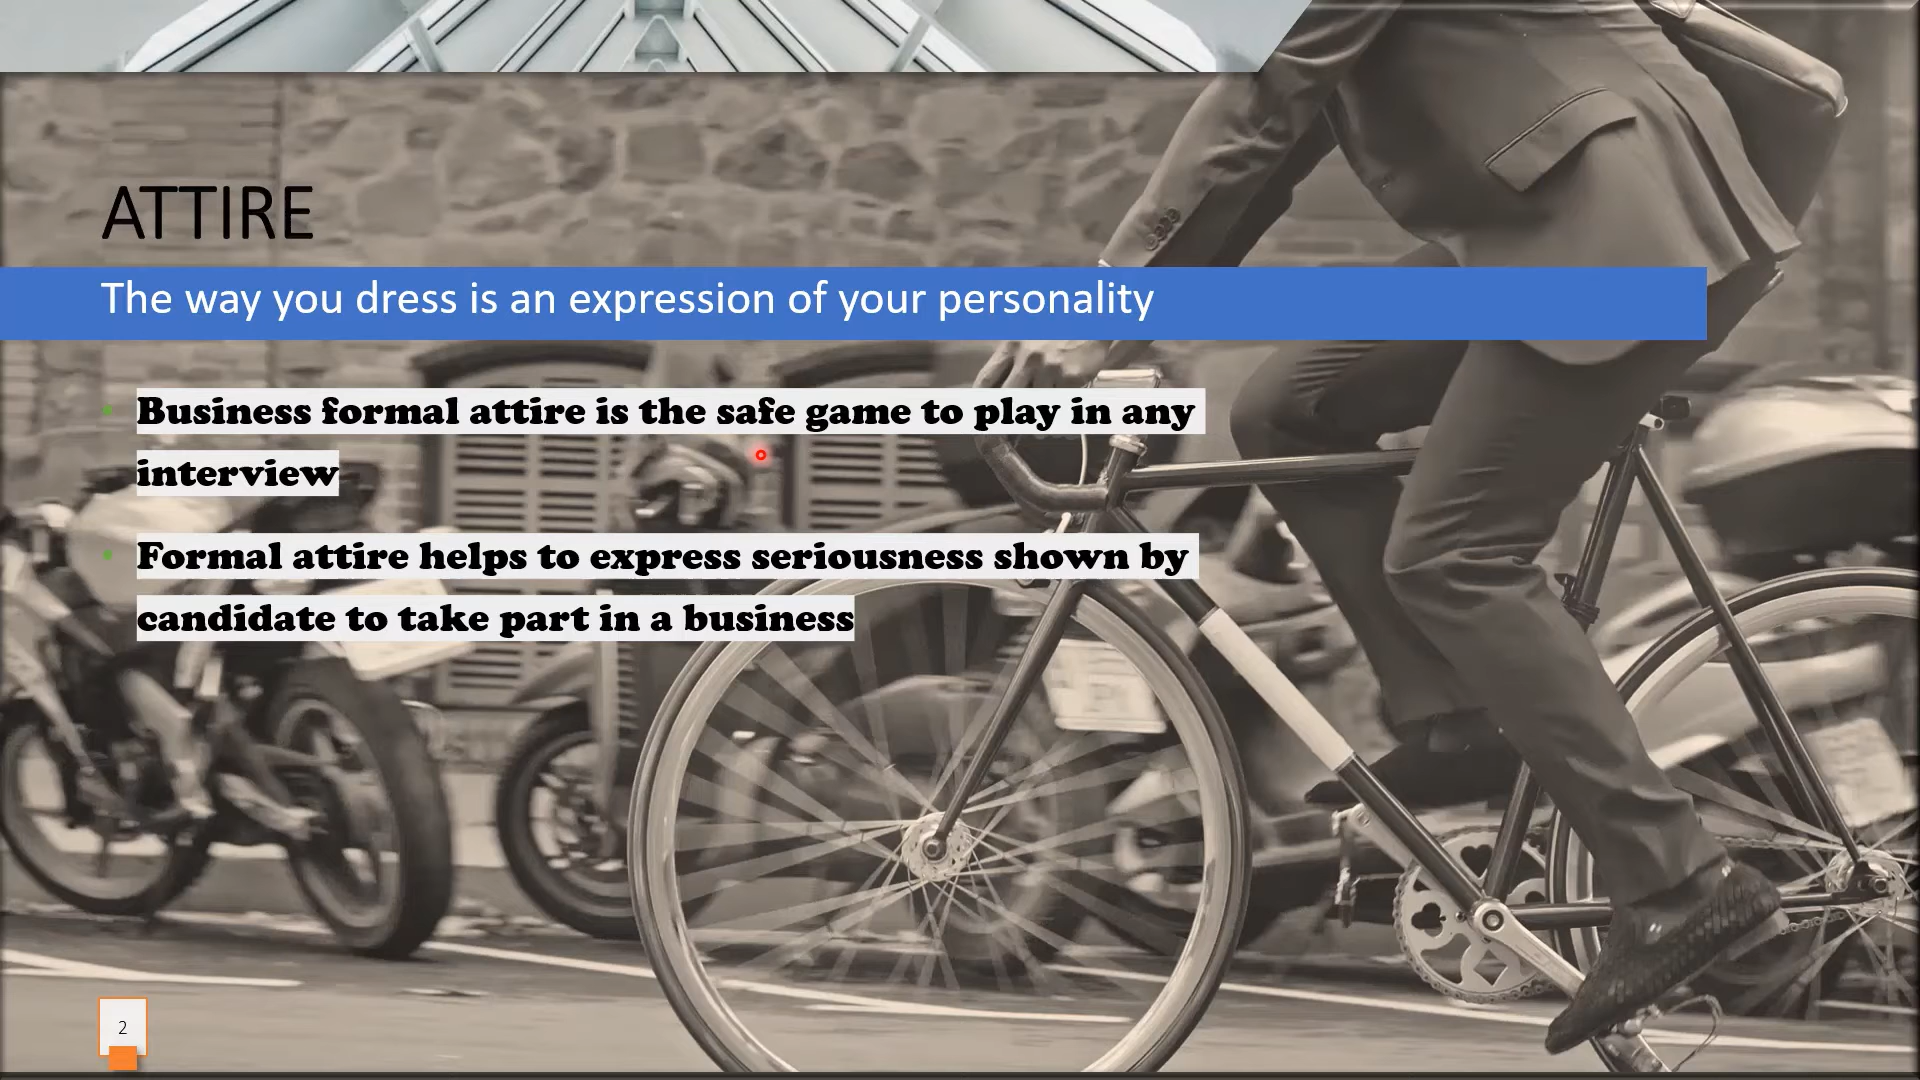 ATTIRE
The way you dress is an expression of your personality
Business formal attire is the safe game to play in any
interview
Formal attire helps to express seriousness shown by
candidate to take part in a business
2